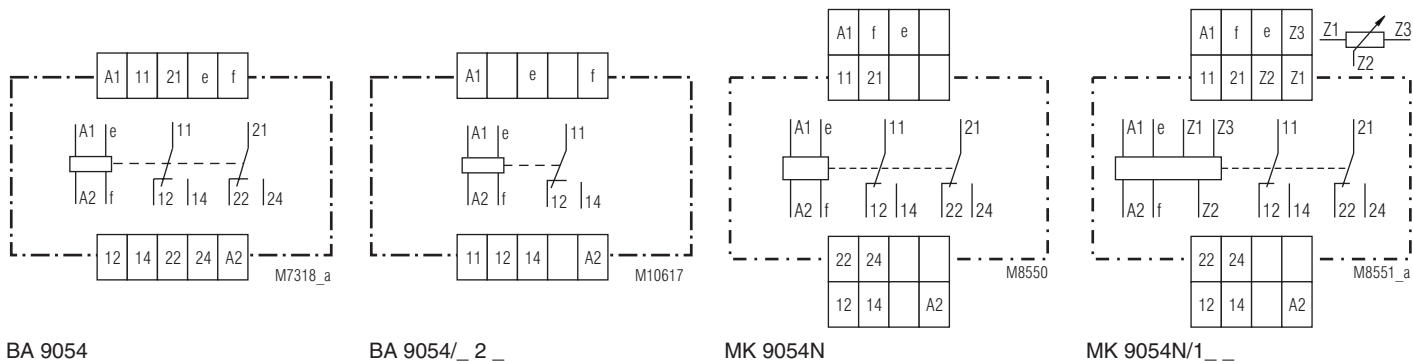 A1 11 21 e f
A1 e 11 21
A2 f 12 14 22 24
12 14 22 24 A2
M7318_a
BA 9054
A1 e f
A1 e 11
A2 f 12 14
11 12 14 A2
M10617
BA 9054/_ 2 _
A1 f e
11 21
A1 e 11 21
A2 f 12 14 22 24
22 24
12 14 A2
M8550
MK 9054N
A1 f e Z3
11 21 Z2 Z1
Z1 Z3
Z2
A1 e Z1 Z3 11 21
A2 f Z2 12 14 22 24
22 24
12 14 A2
M8551_a
MK 9054N/1_ _